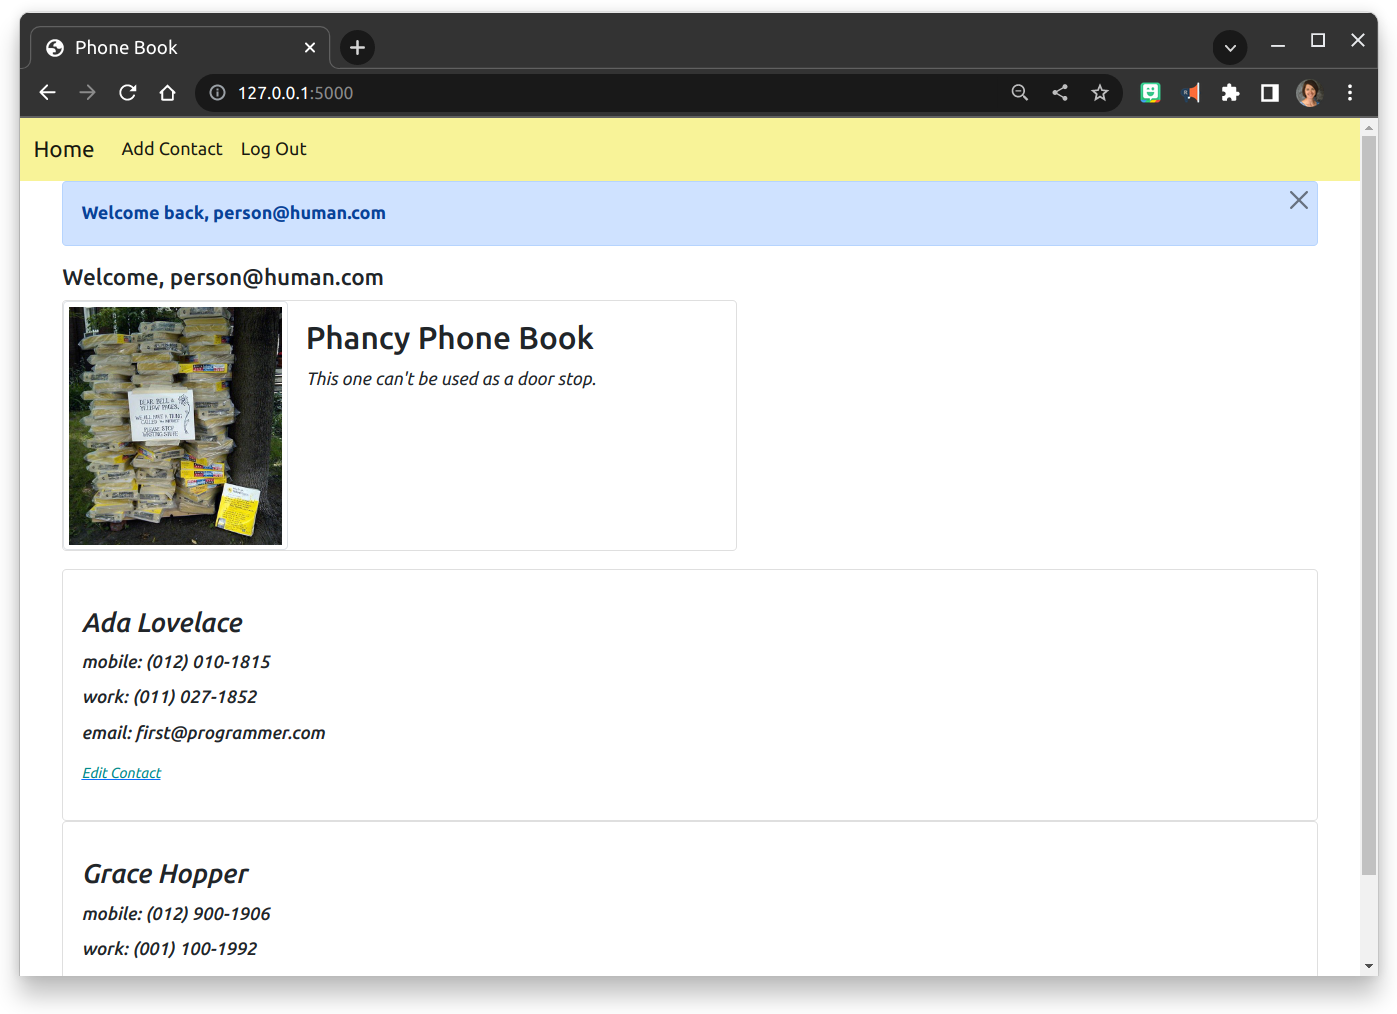 Phone Book
127.0.0.1:5000
Home Add Contact Log Out
Welcome back, person@human.com
Welcome, person@human.com
DEAR BELL &
YELLOW PAGES,
WE ALL HAVE A THING
CALLED THE INTERNET
PLEASE STOP
WASTING SH*T
Phancy Phone Book
This one can't be used as a door stop.
Ada Lovelace
mobile: (012) 010-1815
work: (011) 027-1852
email: first@programmer.com
Edit Contact
Grace Hopper
mobile: (012) 900-1906
work: (001) 100-1992